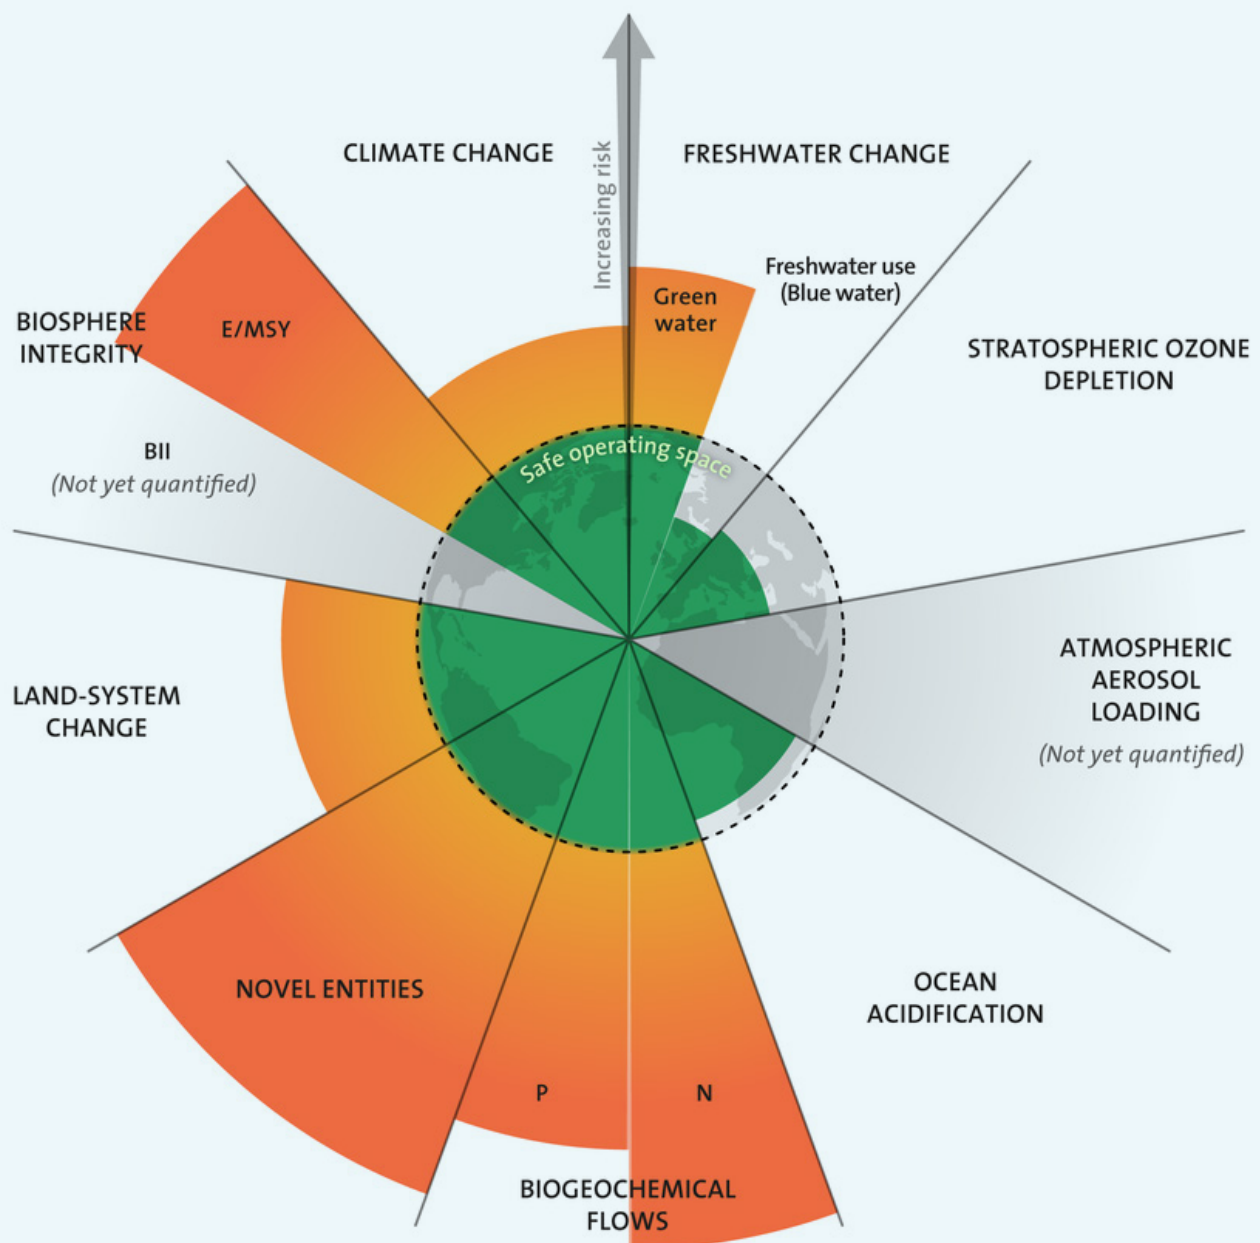 CLIMATE CHANGE
FRESHWATER CHANGE
Increasing risk
Freshwater use
(Blue water)
Green
water
BIOSPHERE
INTEGRITY
E/MSY
STRATOSPHERIC OZONE
DEPLETION
BII
(Not yet quantified)
Safe operating space
ATMOSPHERIC
AEROSOL
LOADING
(Not yet quantified)
LAND-SYSTEM
CHANGE
NOVEL ENTITIES
OCEAN
ACIDIFICATION
P
N
BIOGEOCHEMICAL
FLOWS